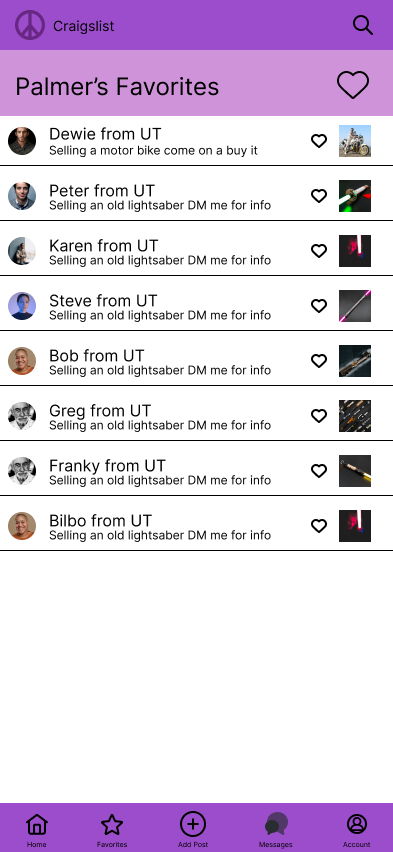 Craigslist
Palmer’s Favorites
Dewie from UT
Selling a motor bike come on a buy it
Peter from UT
Selling an old lightsaber DM me for info
Karen from UT
Selling an old lightsaber DM me for info
Steve from UT
Selling an old lightsaber DM me for info
Bob from UT
Selling an old lightsaber DM me for info
Greg from UT
Selling an old lightsaber DM me for info
Franky from UT
Selling an old lightsaber DM me for info
Bilbo from UT
Selling an old lightsaber DM me for info
Home Favorites Add Post Messages Account